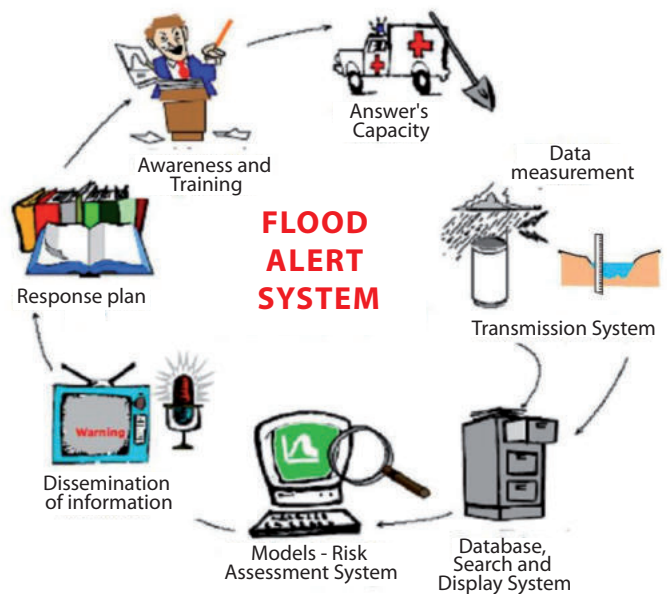 Answer's
Capacity
Awareness and
Training
Data
measurement
FLOOD
ALERT
SYSTEM
Response plan
Transmission System
Warning
Dissemination
of information
Models - Risk
Assessment System
Database,
Search and
Display System